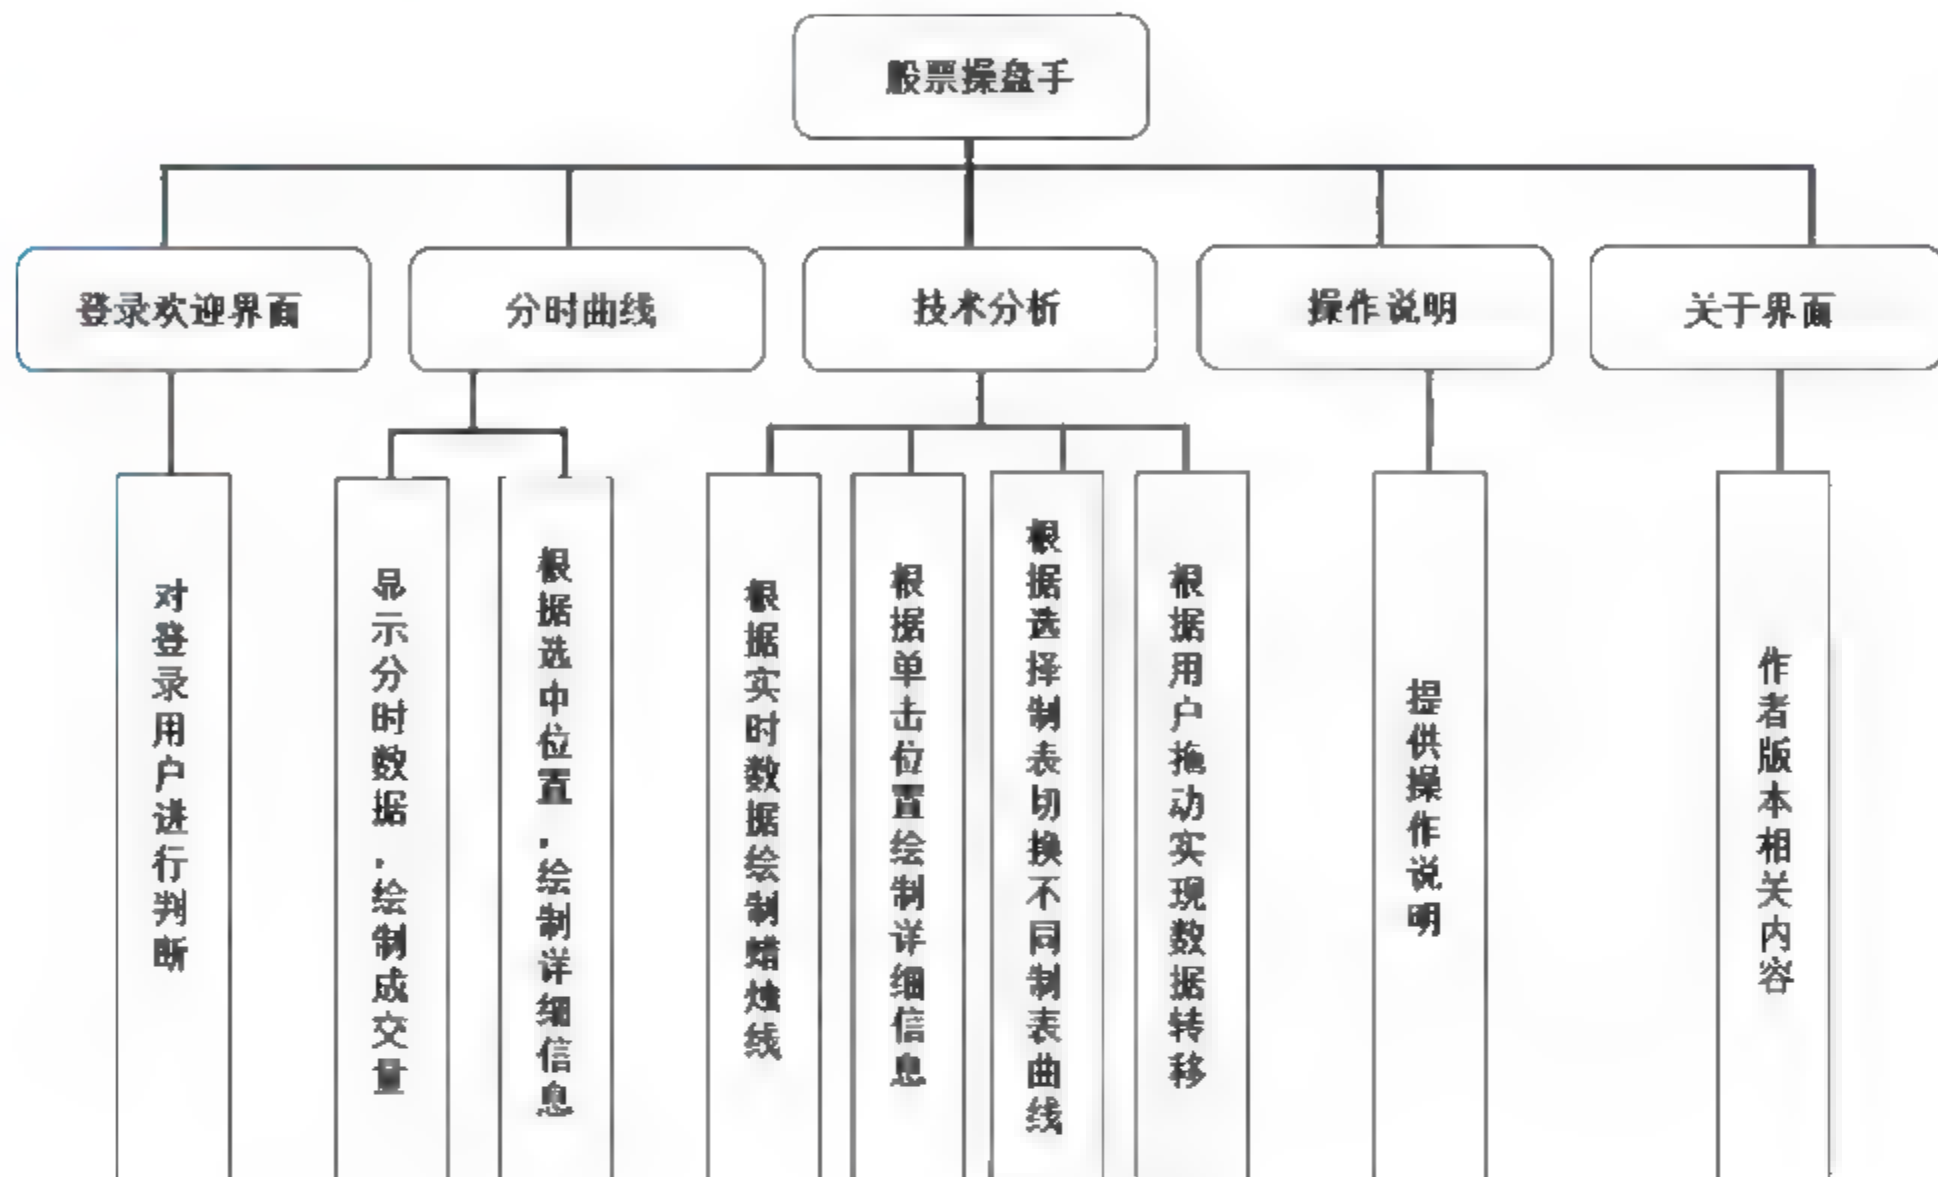 股票操盘手
登录欢迎界面
分时曲线
技术分析
操作说明
关于界面
对登录用户进行判断
显示分时数据,绘制成交量
根据选中位置,绘制详细信息
根据实时数据绘制蜡烛线
根据单击位置绘制详细信息
根据选择制表切换不同制表曲线
根据用户拖动实现数据转移
提供操作说明
作者版本相关内容